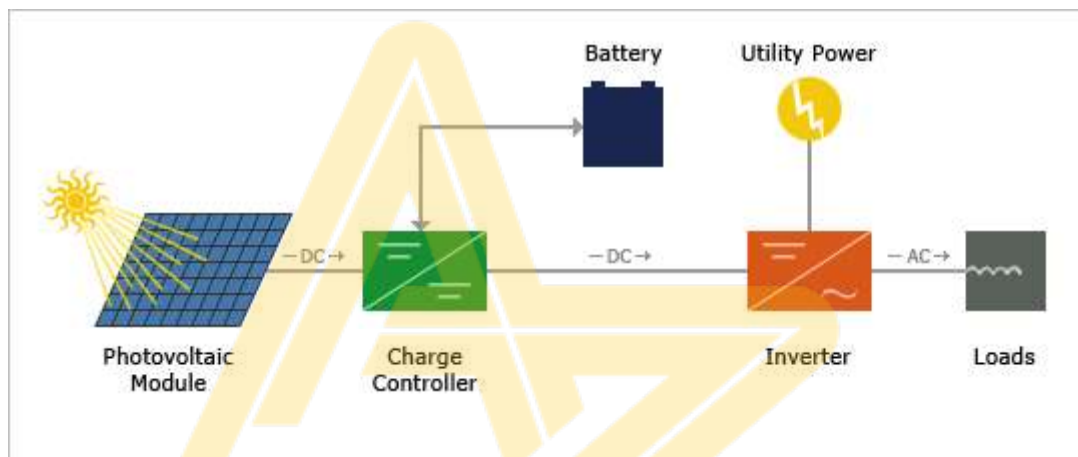 Battery
Utility Power
DC
DC
AC
Photovoltaic
Module
Charge
Controller
Inverter
Loads